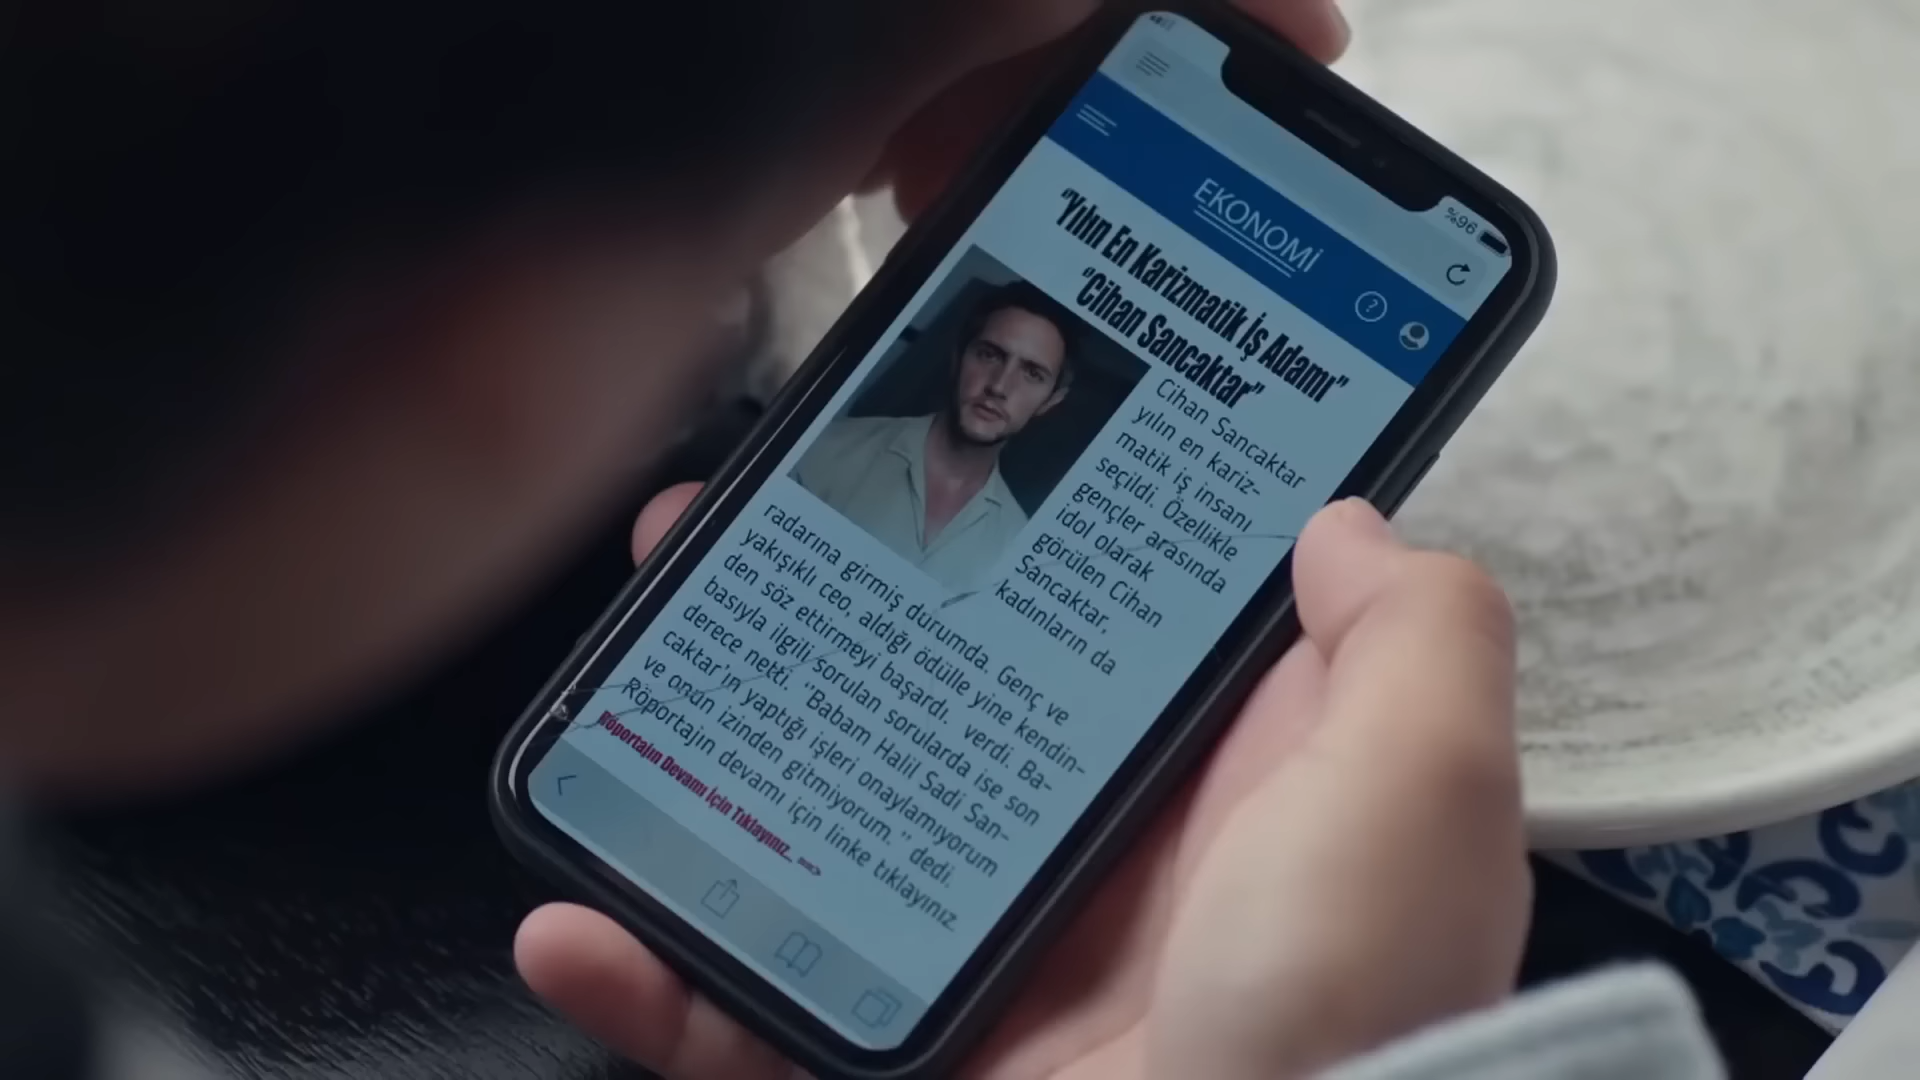 %96
EKONOMİ
?
"Yılın En Karizmatik İş Adamı"
"Cihan Sancaktar"
Cihan Sancaktar
yılın en kariz-
matik iş insanı
seçildi. Özellikle
gençler arasında
idol olarak
görülen Cihan
Sancaktar,
kadınların da
radarına girmiş durumda. Genç ve
yakışıklı ceo, aldığı ödülle yine kendin-
den söz ettirmeyi başardı. verdi. Ba-
basıyla ilgili sorulan sorularda ise son
derece netti. "Babam Halil Sadi San-
caktar'ın yaptığı işleri onaylamıyorum
ve onun izinden gitmiyorum." dedi.
Röportajın devamı için linke tıklayınız
Röportajın Devamı İçin Tıklayınız...